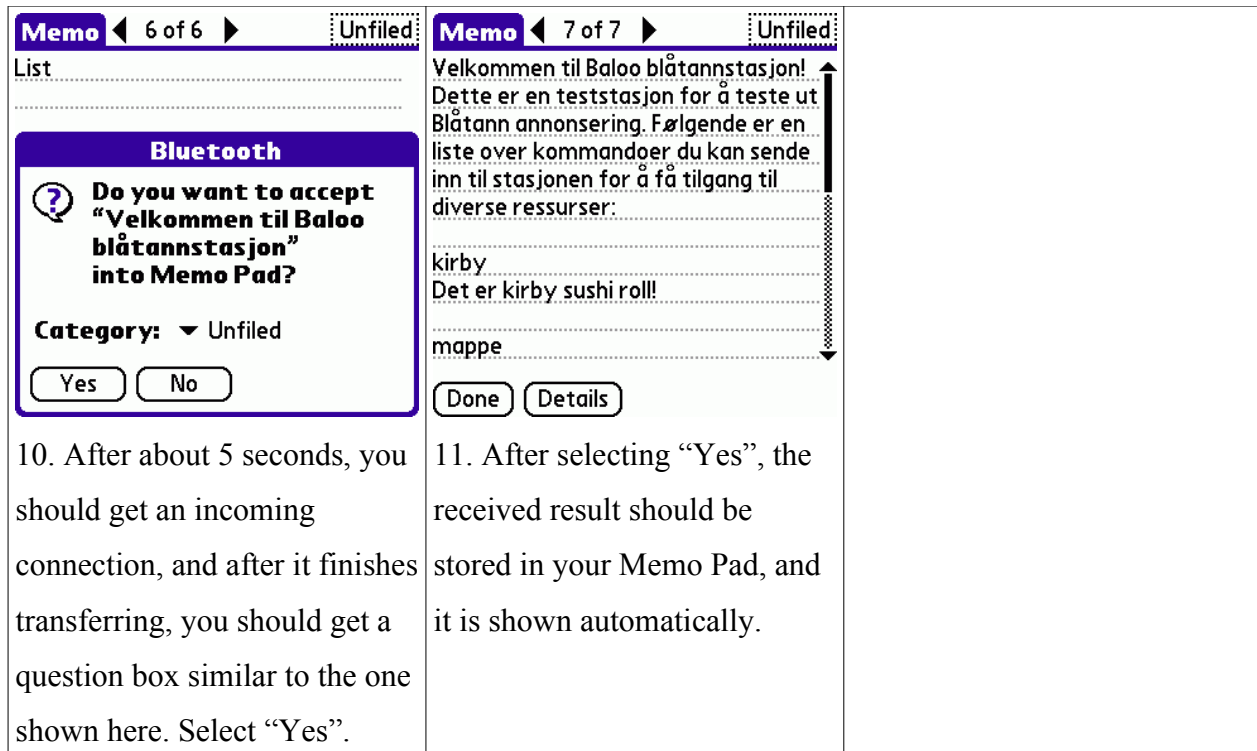 Memo 6 of 6 Unfiled
List
Bluetooth
Do you want to accept
“Velkommen til Baloo
blåtannstasjon”
into Memo Pad?
Category: Unfiled
Yes No
10. After about 5 seconds, you
should get an incoming
connection, and after it finishes
transferring, you should get a
question box similar to the one
shown here. Select “Yes”.
Memo 7 of 7 Unfiled
Velkommen til Baloo blåtannstasjon!
Dette er en teststasjon for å teste ut
Blåtann annonsering. Følgende er en
liste over kommandoer du kan sende
inn til stasjonen for å få tilgang til
diverse ressurser:
kirby
Det er kirby sushi roll!
mappe
Done Details
11. After selecting “Yes”, the
received result should be
stored in your Memo Pad, and
it is shown automatically.